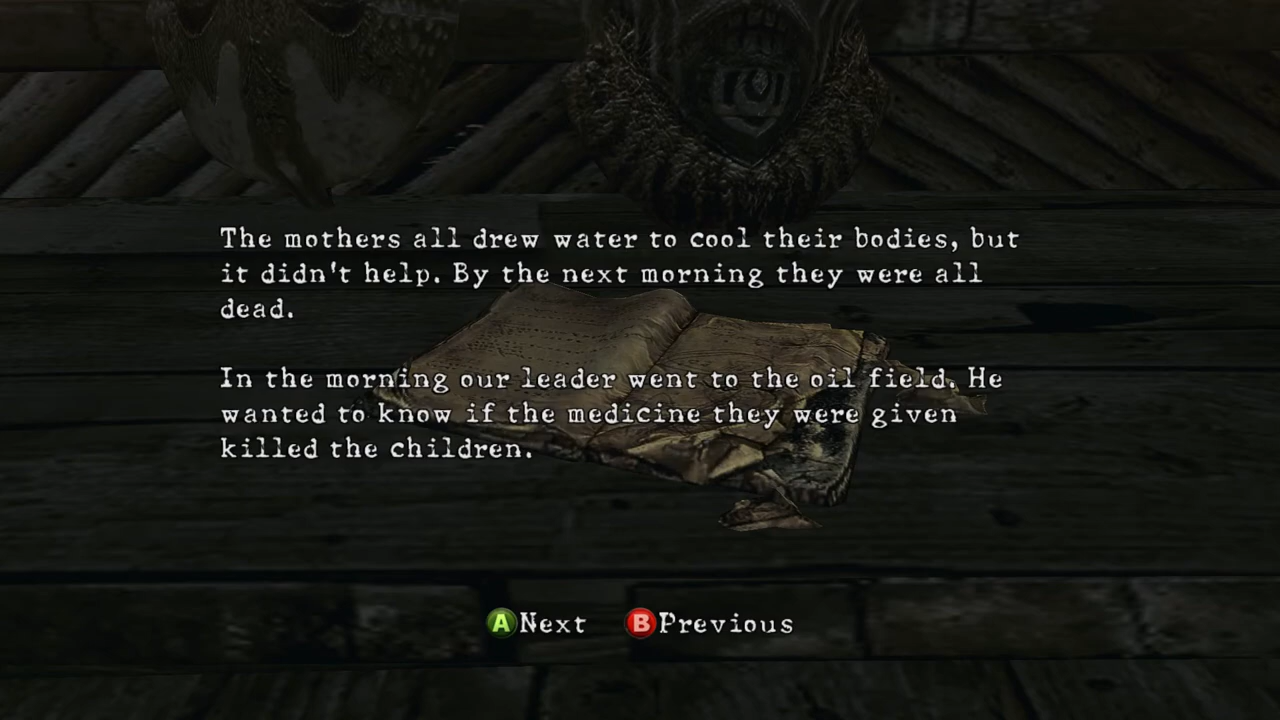 The mothers all drew water to cool their bodies, but
it didn't help. By the next morning they were all
dead.
In the morning our leader went to the oil field. He
wanted to know if the medicine they were given
killed the children.
A Next B Previous